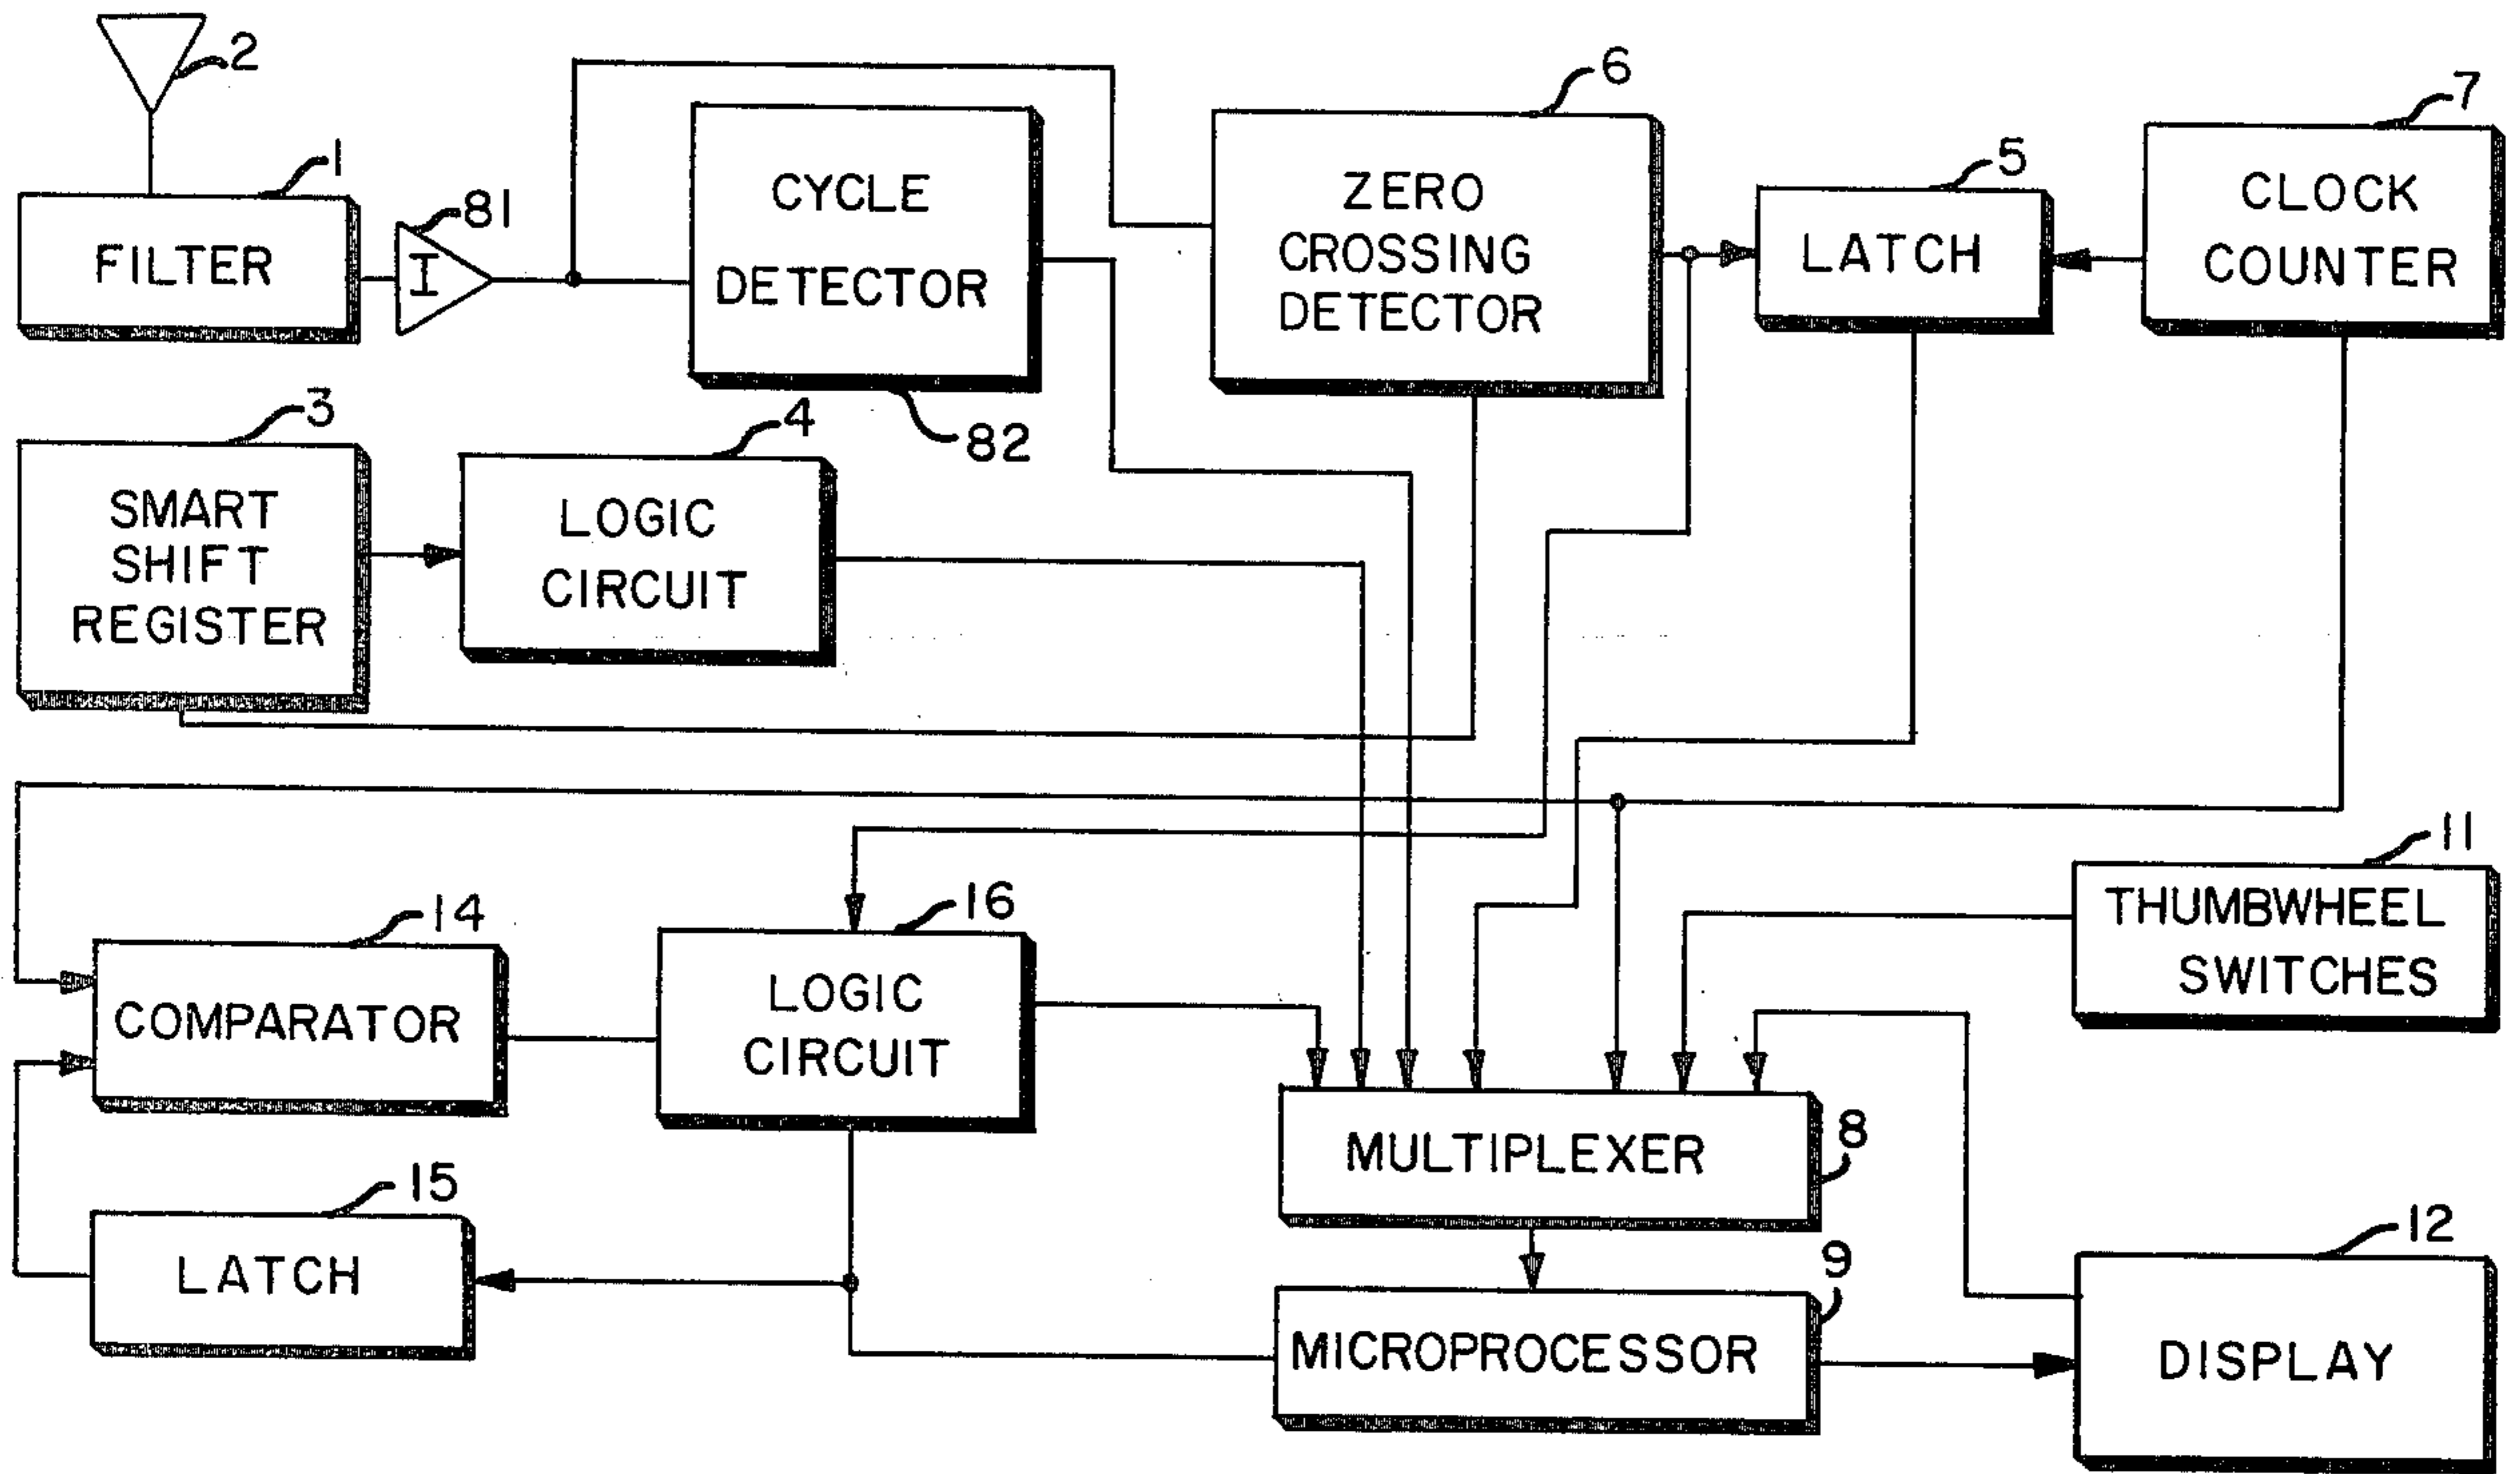 2
1
FILTER
81
I
CYCLE
DETECTOR
82
6
ZERO
CROSSING
DETECTOR
5
LATCH
7
CLOCK
COUNTER
3
SMART
SHIFT
REGISTER
4
LOGIC
CIRCUIT
14
COMPARATOR
16
LOGIC
CIRCUIT
11
THUMBWHEEL
SWITCHES
MULTIPLEXER
8
15
LATCH
9
MICROPROCESSOR
12
DISPLAY